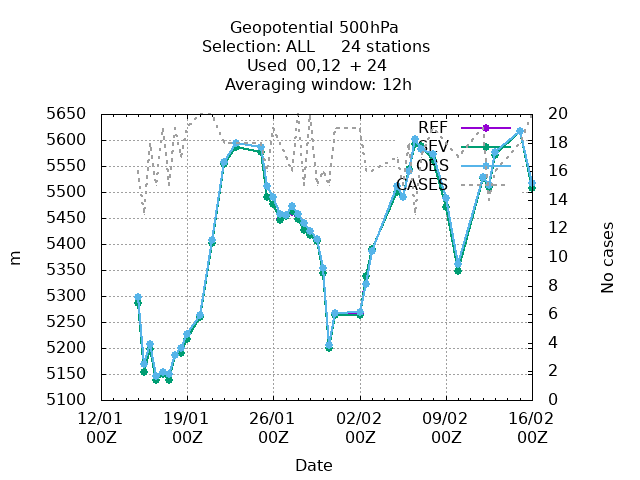 Geopotential 500hPa
Selection: ALL 24 stations
Used 00,12 + 24
Averaging window: 12h
5650
5600
5550
5500
5450
5400
5350
5300
5250
5200
5150
5100
m
20
18
16
14
12
10
8
6
4
2
0
No cases
REF
CEV
OBS
CASES
12/01 19/01 26/01 02/02 09/02 16/02
00Z 00Z 00Z 00Z 00Z 00Z
Date